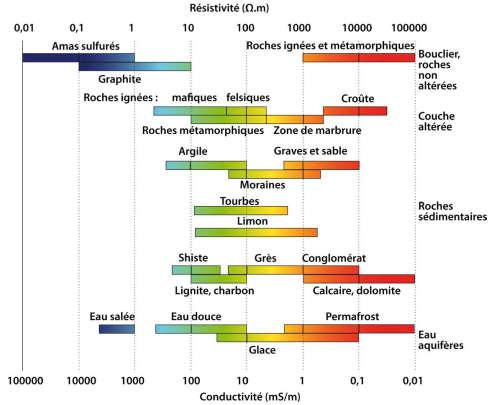 Résistivité (Ω.m)
0,01 0,1 1 10 100 1000 10000 100000
Amas sulfurés
Roches ignées et métamorphiques
Bouclier,
roches
non
altérées
Graphite
Roches ignées : mafiques felsiques
Croûte
Couche
altérée
Roches métamorphiques
Zone de marbrure
Argile
Graves et sable
Moraines
Tourbes
Roches
sédimentaires
Limon
Shiste
Grès
Conglomérat
Lignite, charbon
Calcaire, dolomite
Eau salée
Eau douce
Permafrost
Eau
aquifères
Glace
100000 10000 1000 100 10 1 0,1 0,01
Conductivité (mS/m)